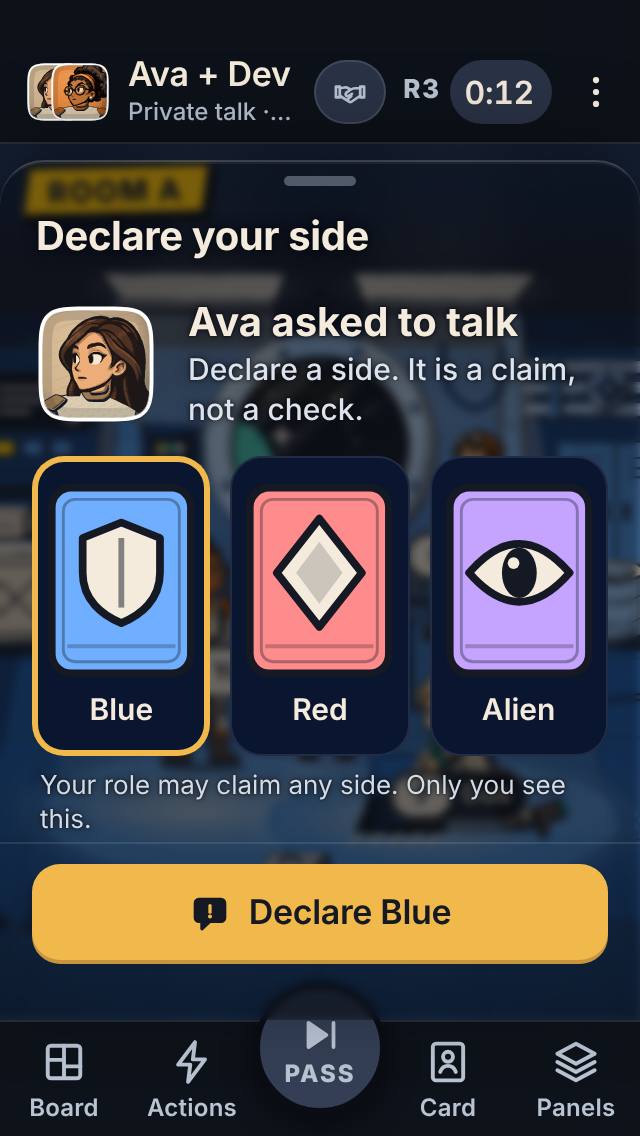 Ava + Dev
Private talk ·...
R3
0:12
ROOM A
Declare your side
Ava asked to talk
Declare a side. It is a claim,
not a check.
Blue
Red
Alien
Your role may claim any side. Only you see
this.
Declare Blue
PASS
Board
Actions
Card
Panels